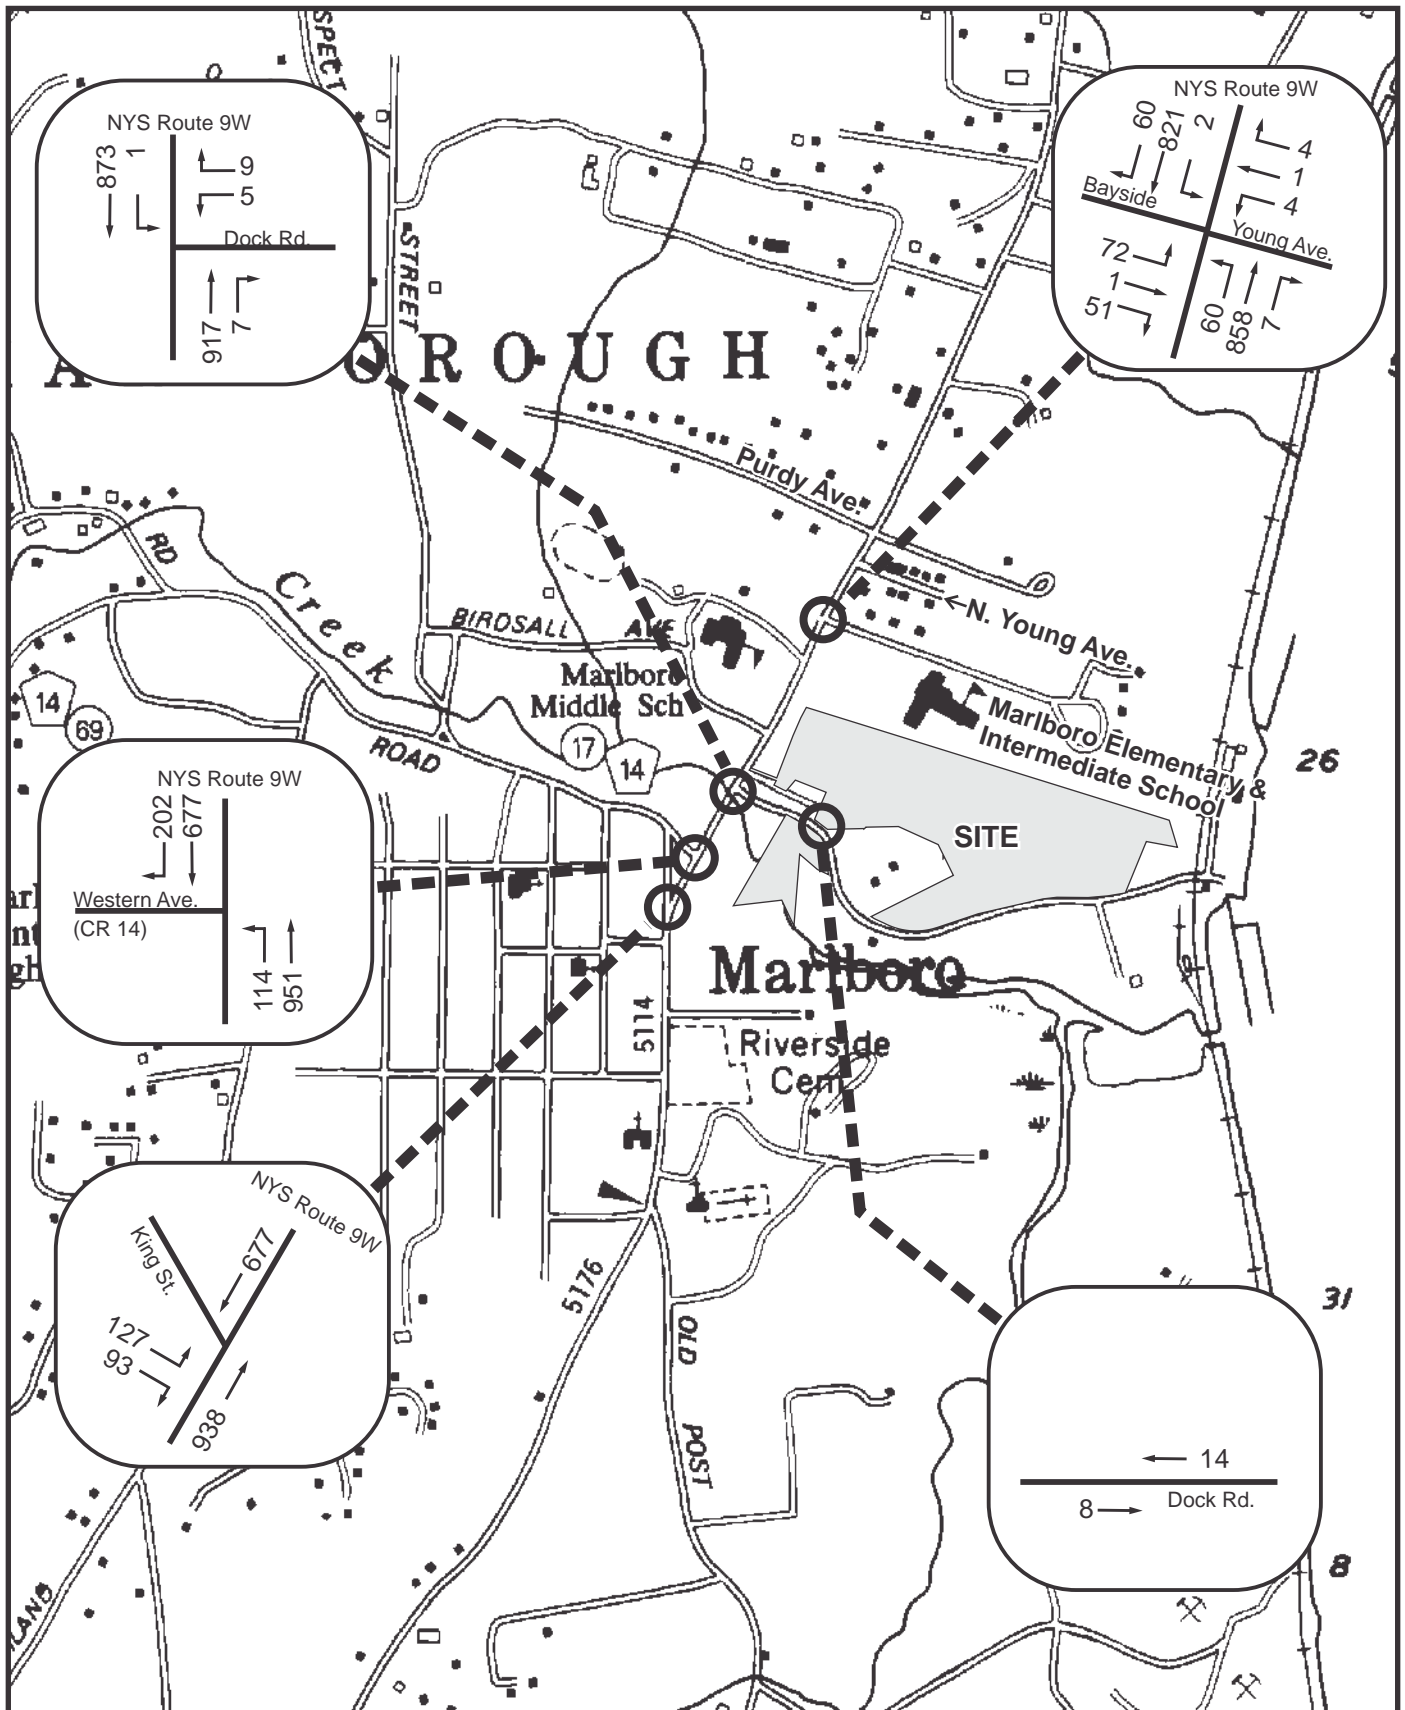 SPECT
NYS Route 9W
873
1
9
5
Dock Rd.
917
7
NYS Route 9W
60
821
2
4
1
4
Bayside
Young Ave.
72
1
51
60
858
7
STREET
A OROUGH
Purdy Ave.
RD
Creek
BIRDSALL AVE
N. Young Ave.
Marlboro
Middle Sch
14
69
17
14
ROAD
Marlboro Elementary &
Intermediate School
26
SITE
NYS Route 9W
202
677
Western Ave.
(CR 14)
114
951
Marlboro
5114
Riverside
Cem
NYS Route 9W
King St.
677
127
93
938
5176
OLD
POST
31
14
8
Dock Rd.
8